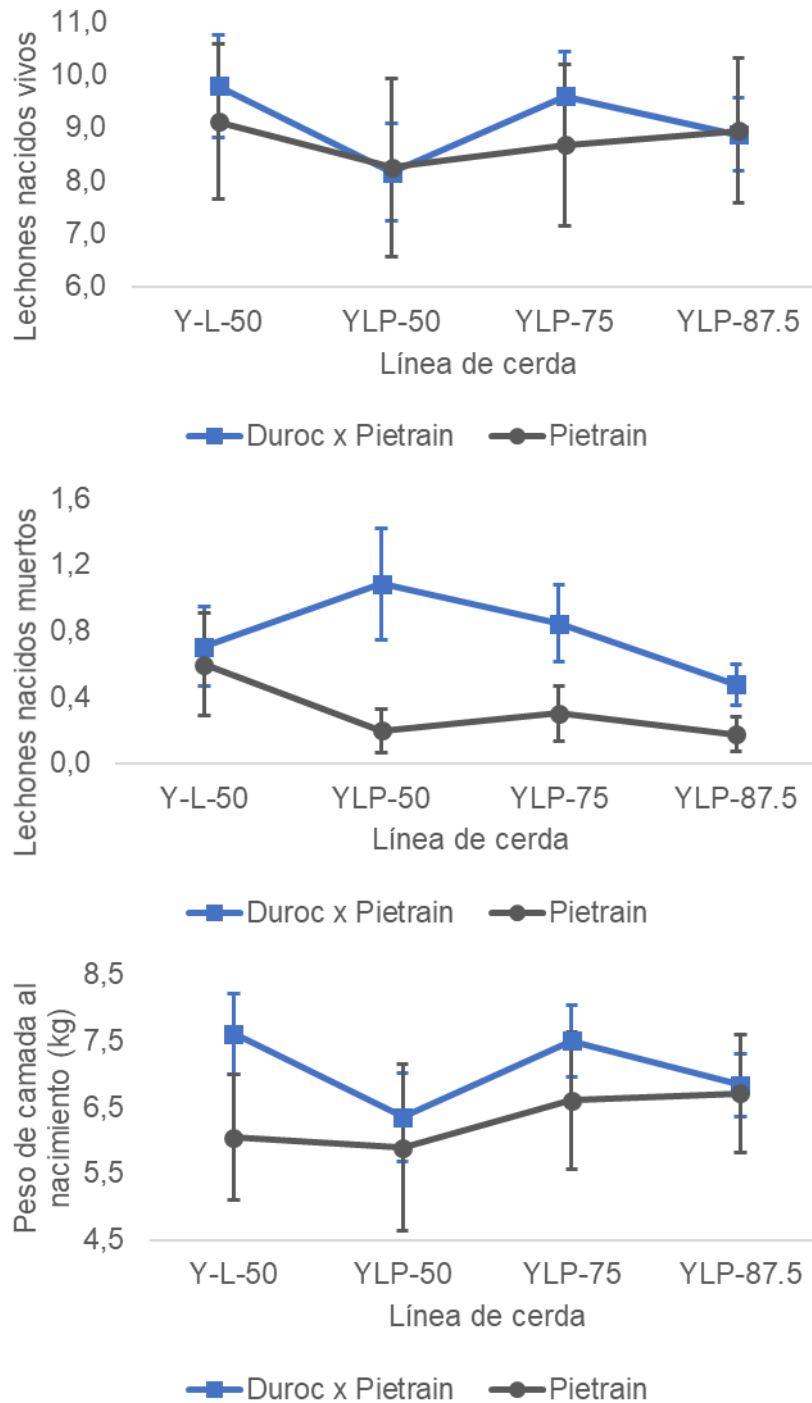 Lechones nacidos vivos
11,0
10,0
9,0
8,0
7,0
6,0
Y-L-50 YLP-50 YLP-75 YLP-87.5
Línea de cerda
Duroc x Pietrain Pietrain
Lechones nacidos muertos
1,6
1,2
0,8
0,4
0,0
Y-L-50 YLP-50 YLP-75 YLP-87.5
Línea de cerda
Duroc x Pietrain Pietrain
Peso de camada al
nacimiento (kg)
8,5
7,5
6,5
5,5
4,5
Y-L-50 YLP-50 YLP-75 YLP-87.5
Línea de cerda
Duroc x Pietrain Pietrain